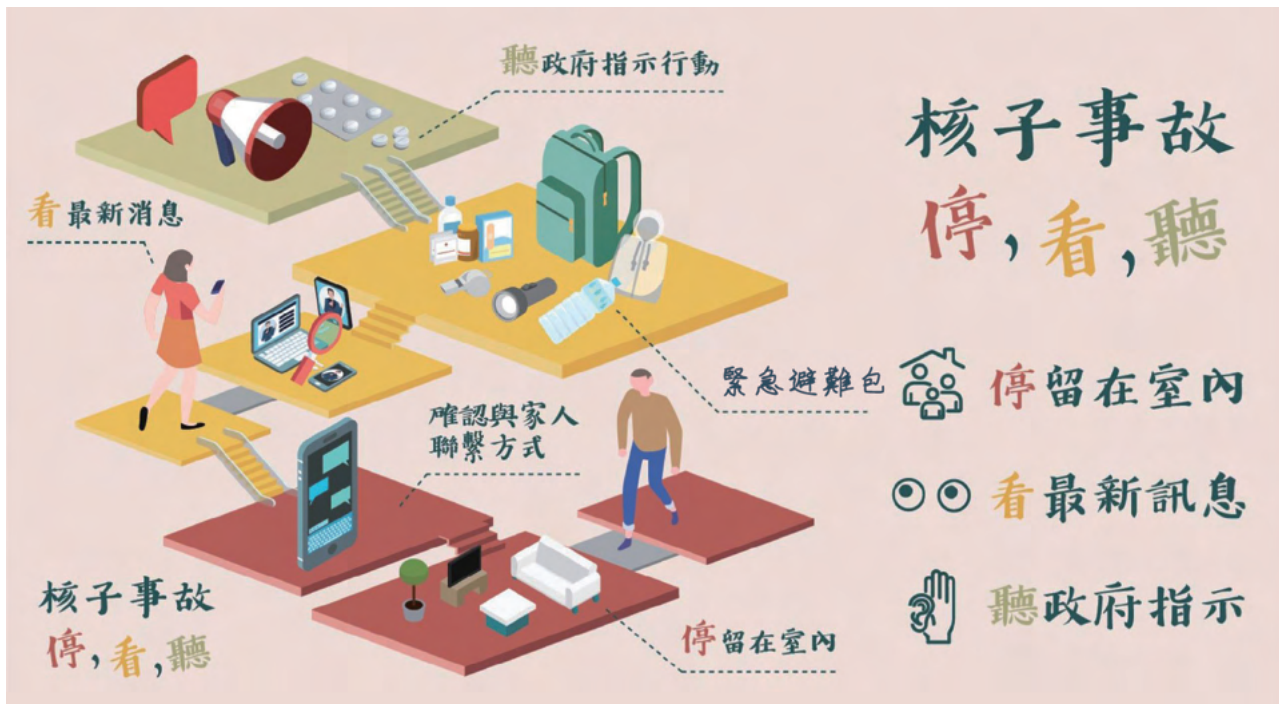 聽政府指示行動
看最新消息
緊急避難包
確認與家人
聯繫方式
停留在室內
核子事故
停,看,聽
核子事故
停,看,聽
停留在室內
看最新訊息
聽政府指示